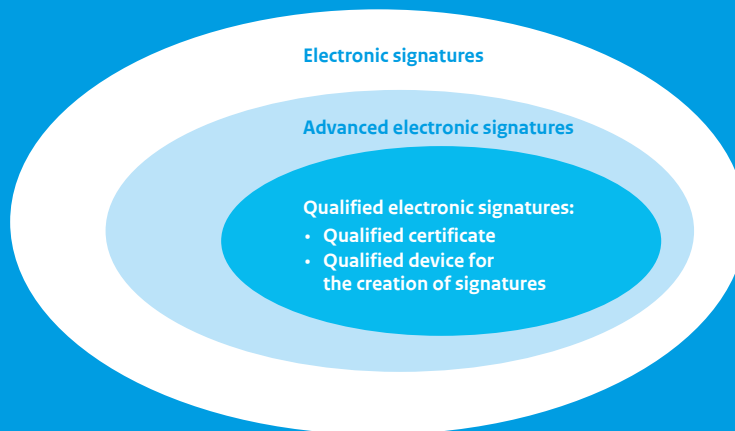 Electronic signatures
Advanced electronic signatures
Qualified electronic signatures:
• Qualified certificate
• Qualified device for
the creation of signatures